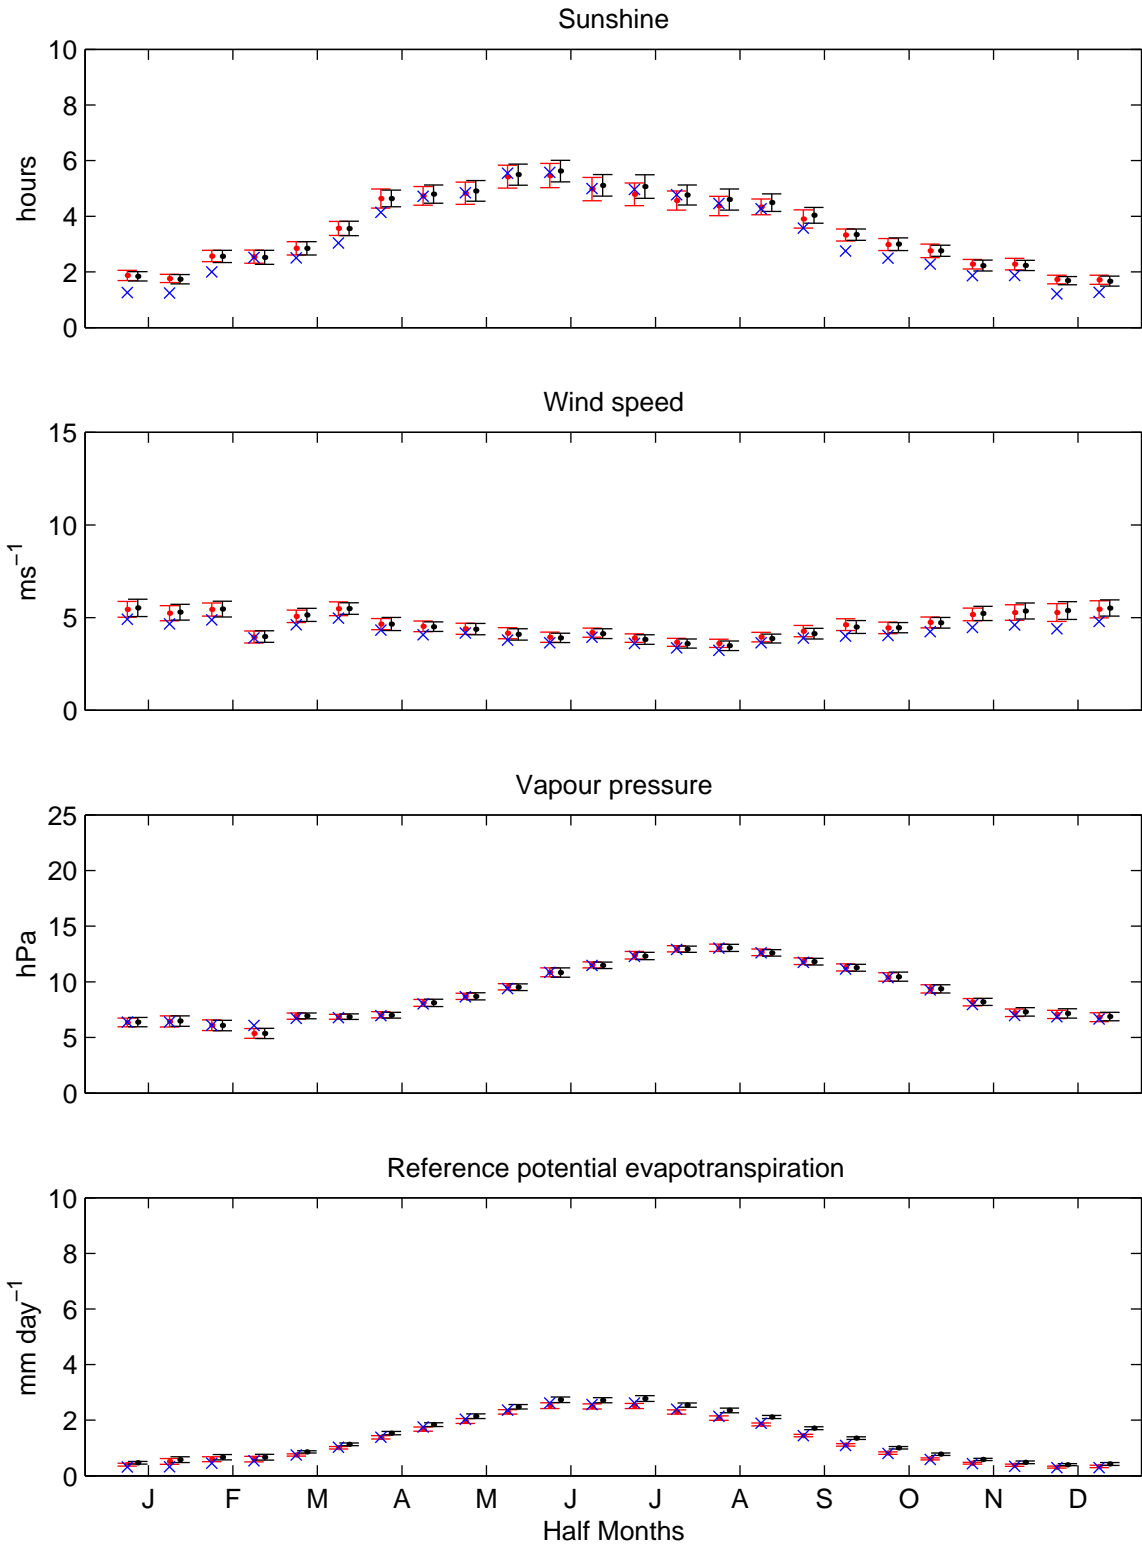 Sunshine
10
8
6
4
2
0
hours
Wind speed
15
10
5
0
ms−1
Vapour pressure
25
20
15
10
5
0
hPa
Reference potential evapotranspiration
10
8
6
4
2
0
mm day−1
J F M A M J J A S O N D
Half Months